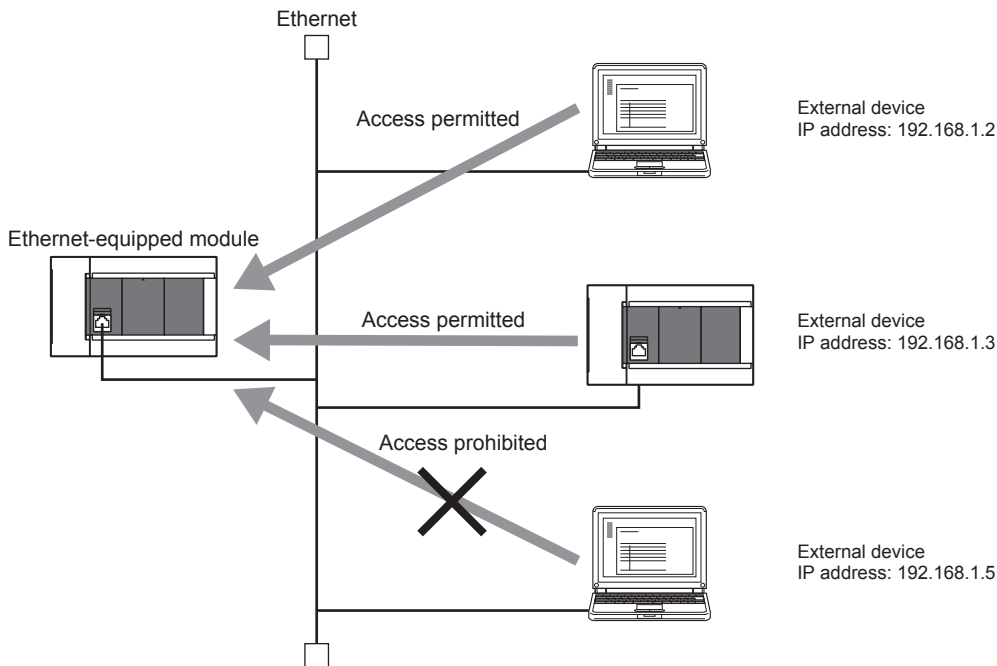 Ethernet
Access permitted
External device
IP address: 192.168.1.2
Ethernet-equipped module
Access permitted
External device
IP address: 192.168.1.3
Access prohibited
External device
IP address: 192.168.1.5